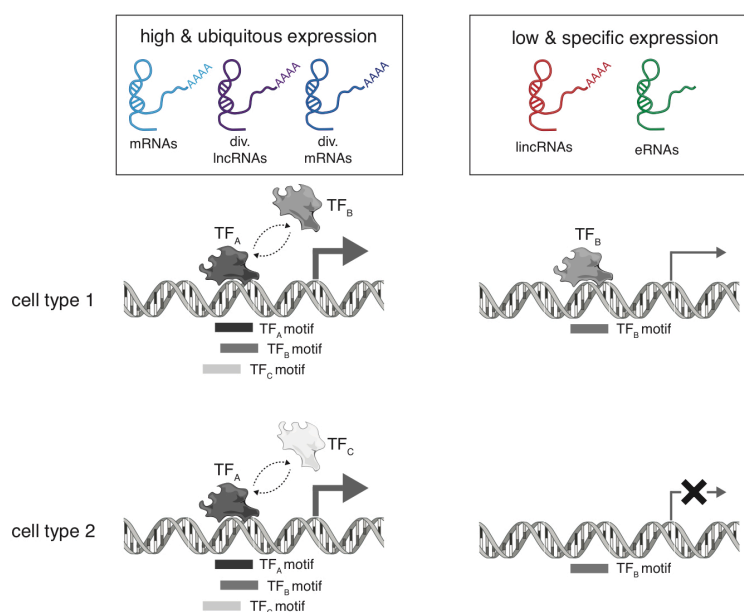 high & ubiquitous expression
AAAA
AAAA
AAAA
mRNAs
div.
lncRNAs
div.
mRNAs
low & specific expression
AAAA
lincRNAs
eRNAs
cell type 1
TFA
TFB
TFA motif
TFB motif
TFC motif
TFB
TFB motif
cell type 2
TFA
TFC
TFA motif
TFB motif
TFC motif
TFB motif